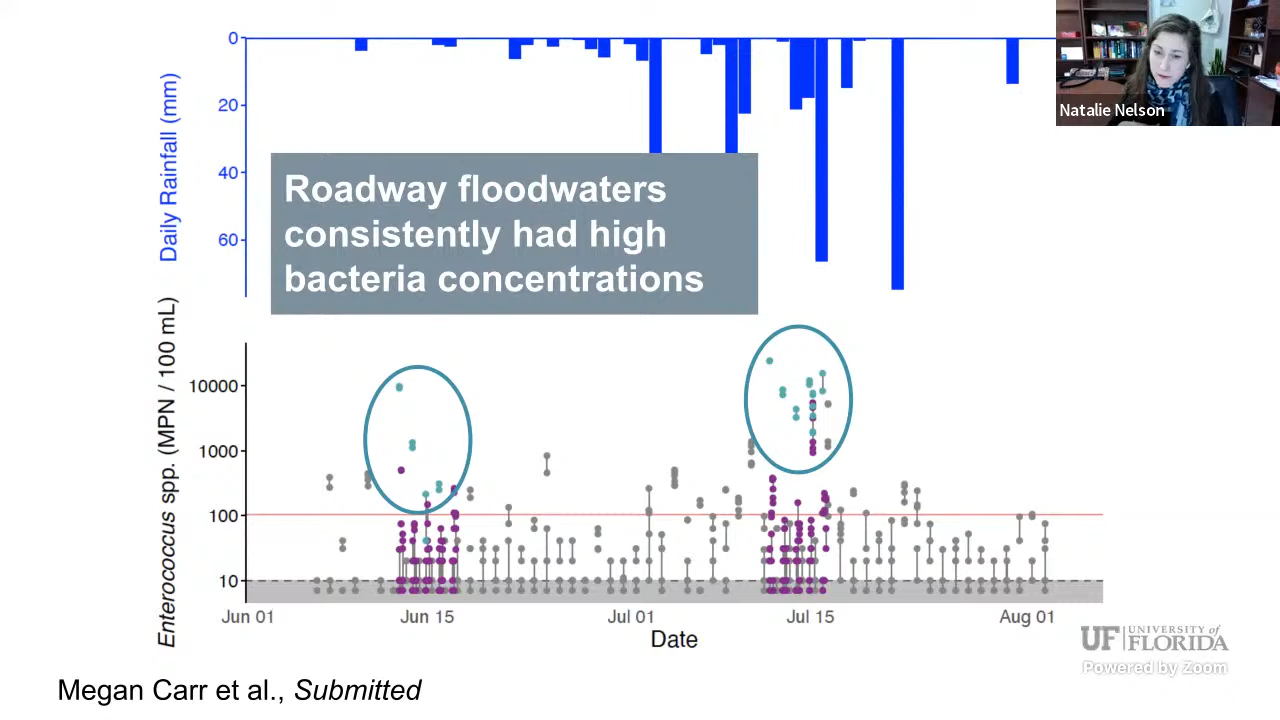 0
20
40
60
Daily Rainfall (mm)
Natalie Nelson
Roadway floodwaters
consistently had high
bacteria concentrations
Enterococcus spp. (MPN / 100 mL)
10000
1000
100
10
Jun 01
Jun 15
Jul 01
Jul 15
Aug 01
Date
UF UNIVERSITY of
FLORIDA
Powered by Zoom
Megan Carr et al., Submitted